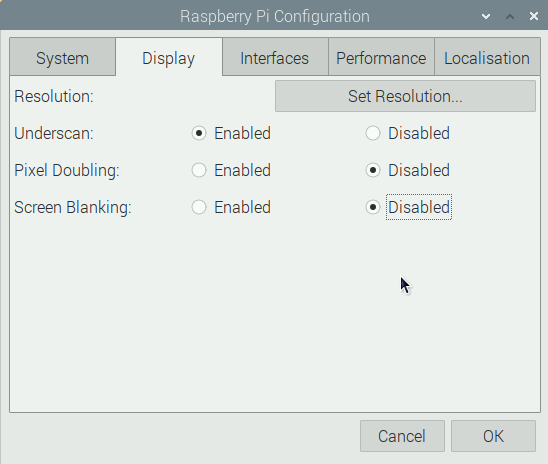 Raspberry Pi Configuration
System Display Interfaces Performance Localisation
Resolution: Set Resolution...
Underscan: Enabled Disabled
Pixel Doubling: Enabled Disabled
Screen Blanking: Enabled Disabled
Cancel OK